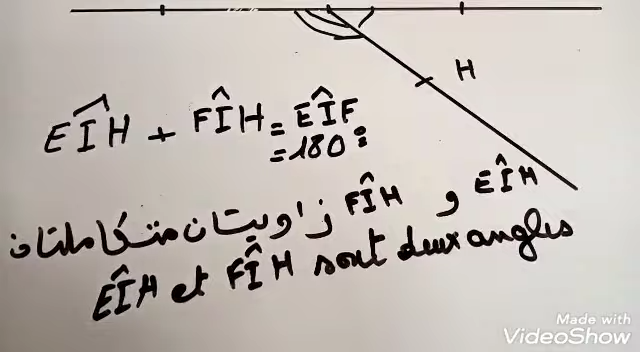 H
EÎH + FÎH = EÎF
= 180°
EÎH و FÎH زاويتان متكاملتان
EÎH et FÎH sont deux angles
Made with
VideoShow